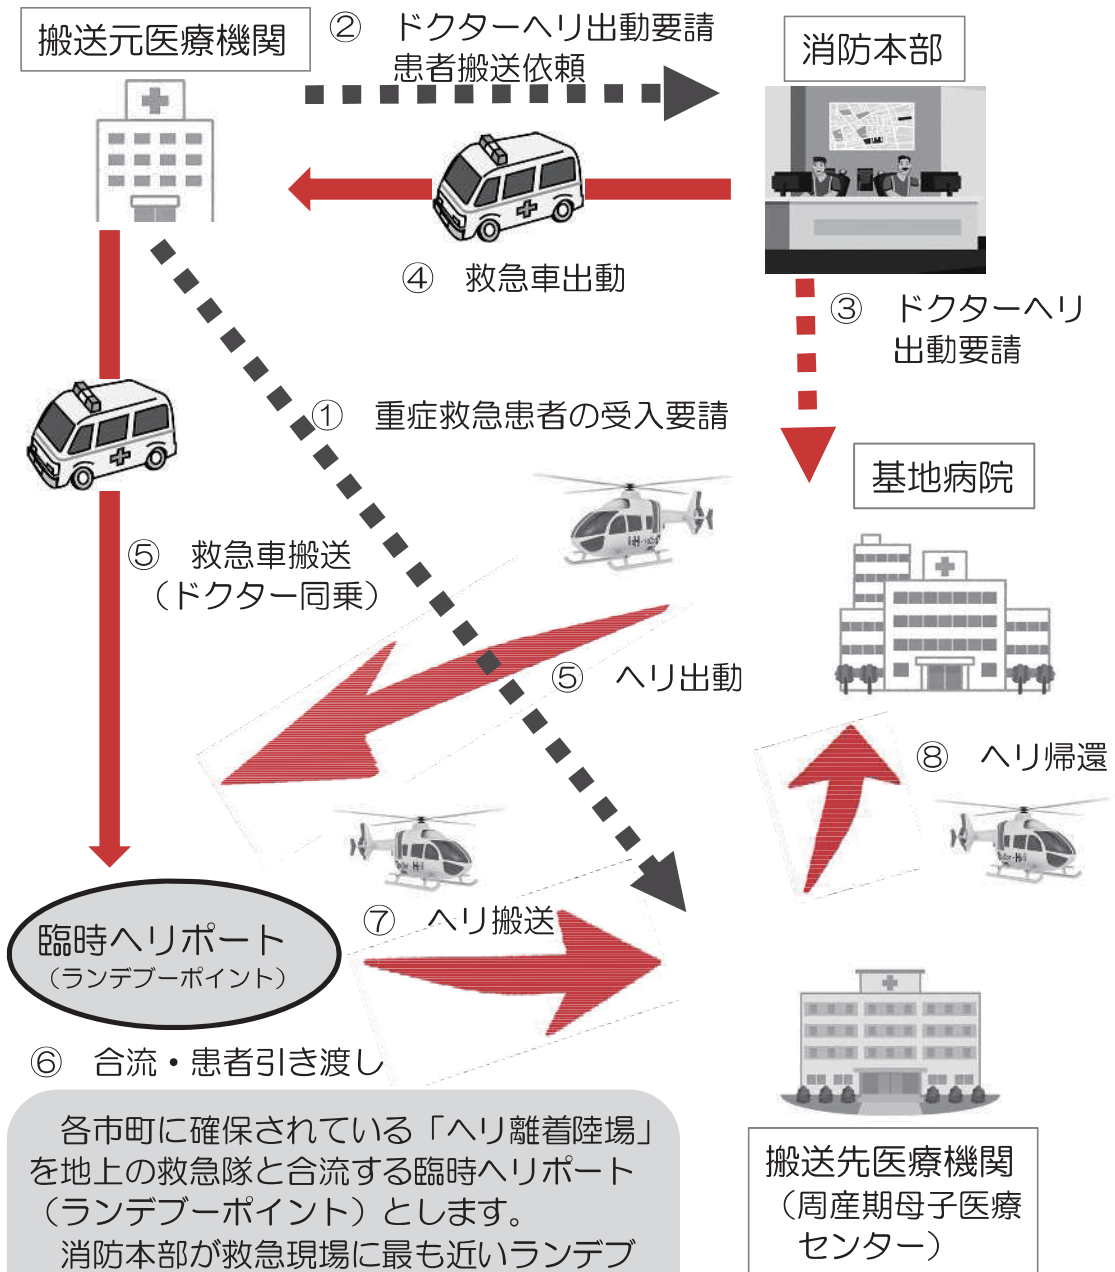 搬送元医療機関
② ドクターヘリ出動要請
患者搬送依頼
消防本部
④ 救急車出動
③ ドクターヘリ
出動要請
① 重症救急患者の受入要請
基地病院
⑤ 救急車搬送
（ドクター同乗）
⑤ ヘリ出動
⑧ ヘリ帰還
臨時ヘリポート
（ランデブーポイント）
⑦ ヘリ搬送
⑥ 合流・患者引き渡し
各市町に確保されている「ヘリ離着陸場」
を地上の救急隊と合流する臨時ヘリポート
（ランデブーポイント）とします。
消防本部が救急現場に最も近いランデブ
搬送先医療機関
（周産期母子医療
センター）